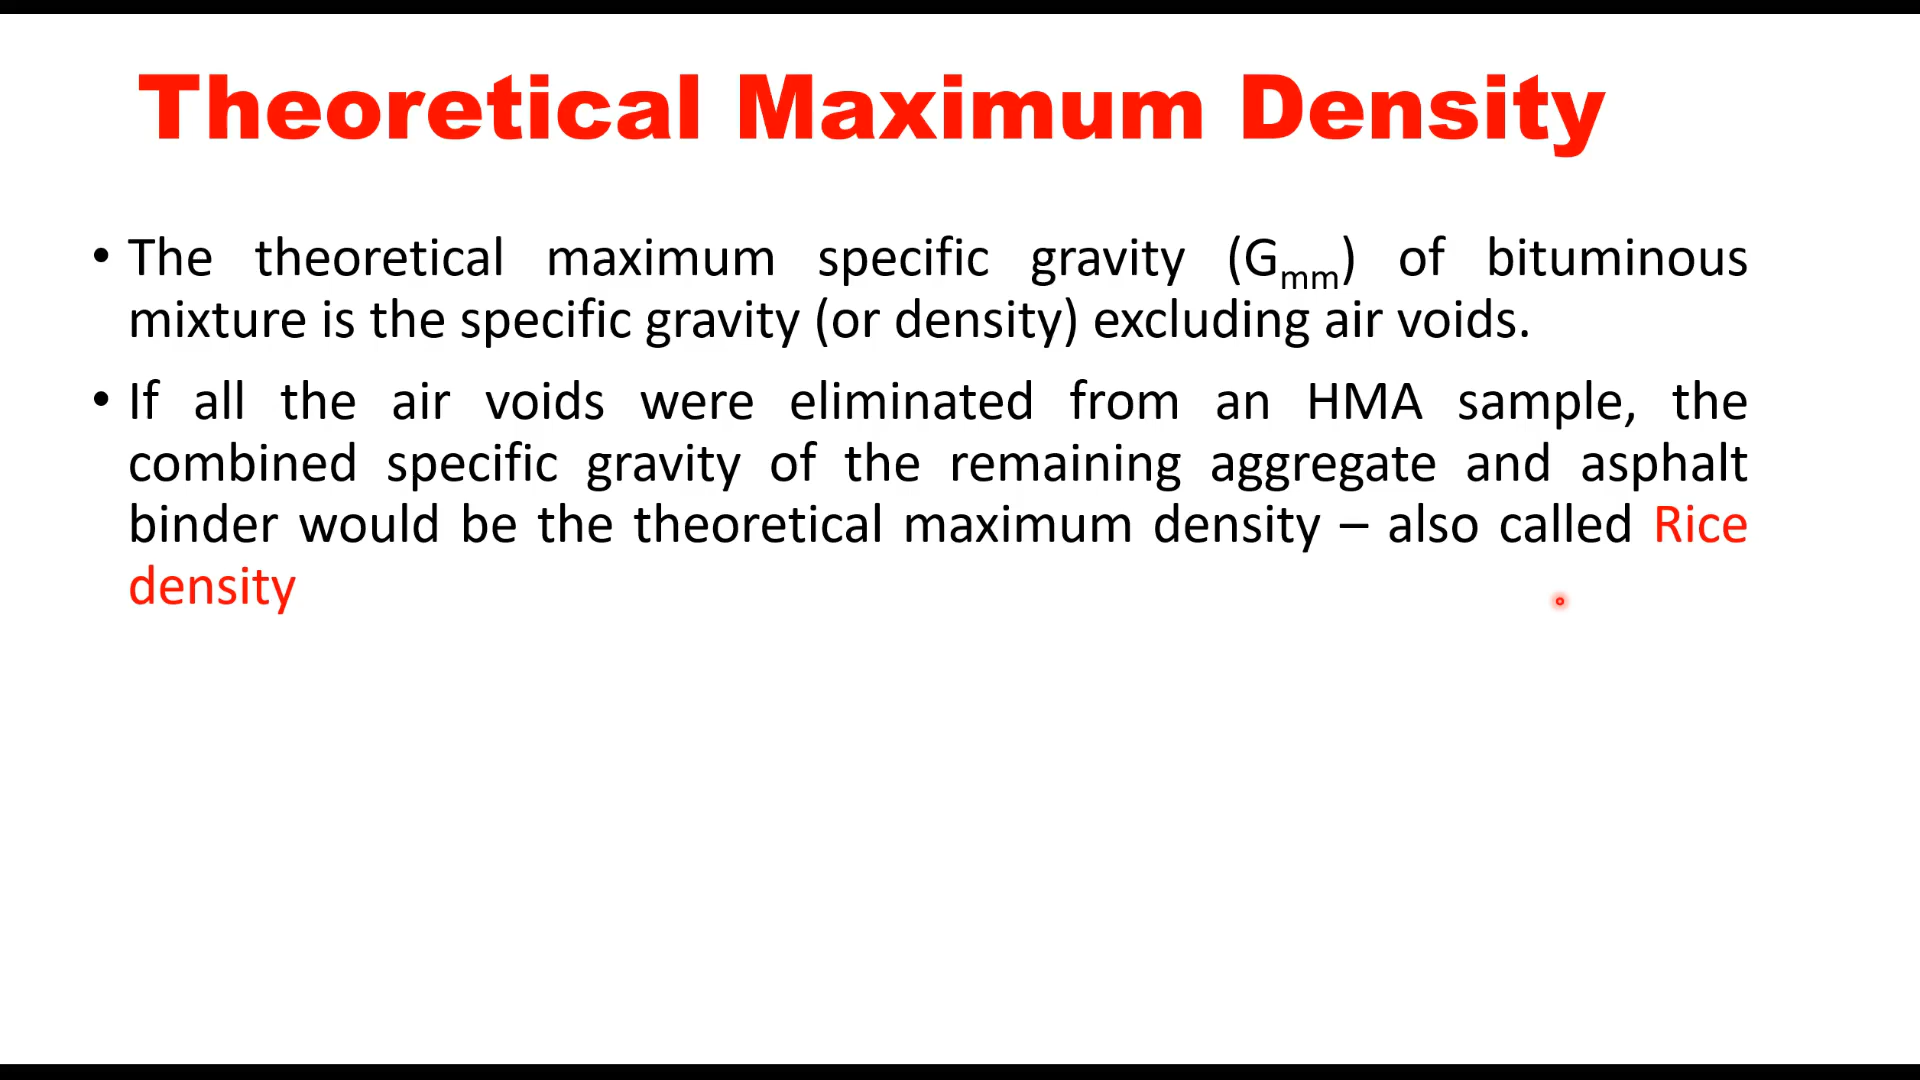 Theoretical Maximum Density
• The theoretical maximum specific gravity (Gmm) of bituminous
mixture is the specific gravity (or density) excluding air voids.
• If all the air voids were eliminated from an HMA sample, the
combined specific gravity of the remaining aggregate and asphalt
binder would be the theoretical maximum density – also called Rice
density